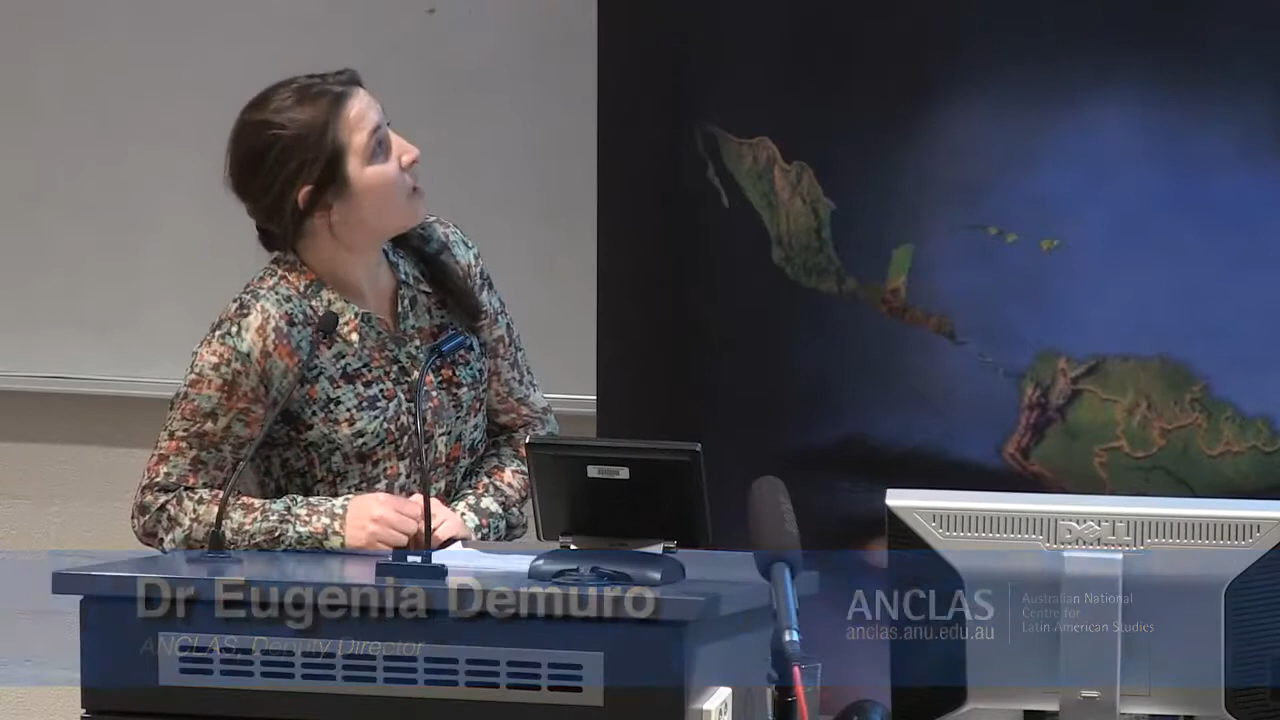 DELL
Dr Eugenia Demuro
ANCLAS, Deputy Director
ANCLAS
anclas.anu.edu.au
Australian National
Centre for
Latin American Studies